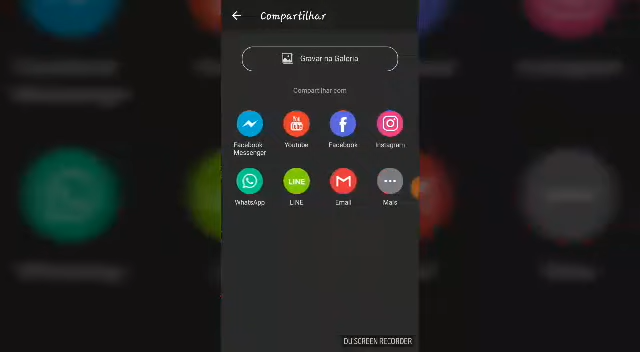 Compartilhar
Gravar na Galeria
Compartilhar com
Facebook Messenger
Youtube
Facebook
Instagram
WhatsApp
LINE
LINE
Email
Mais
DU SCREEN RECORDER